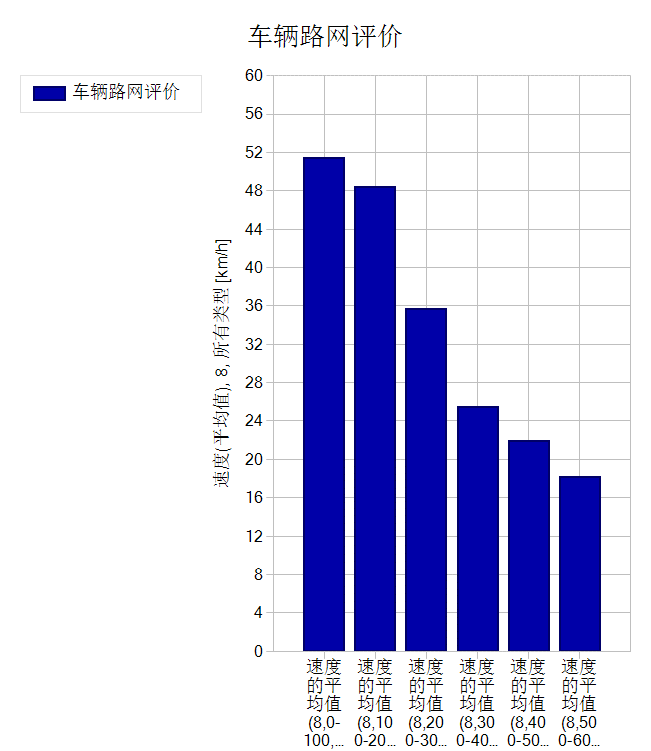 车辆路网评价
车辆路网评价
速度(平均值), 8, 所有类型 [km/h]
60
56
52
48
44
40
36
32
28
24
20
16
12
8
4
0
速度
的平
均值
(8,0-
100,...
速度
的平
均值
(8,10
0-20...
速度
的平
均值
(8,20
0-30...
速度
的平
均值
(8,30
0-40...
速度
的平
均值
(8,40
0-50...
速度
的平
均值
(8,50
0-60...